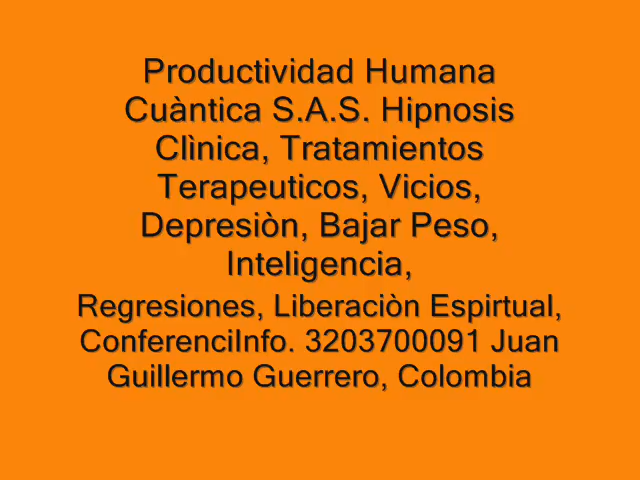 Productividad Humana
Cuàntica S.A.S. Hipnosis
Clìnica, Tratamientos
Terapeuticos, Vicios,
Depresiòn, Bajar Peso,
Inteligencia,
Regresiones, Liberaciòn Espirtual,
ConferenciInfo. 3203700091 Juan
Guillermo Guerrero, Colombia